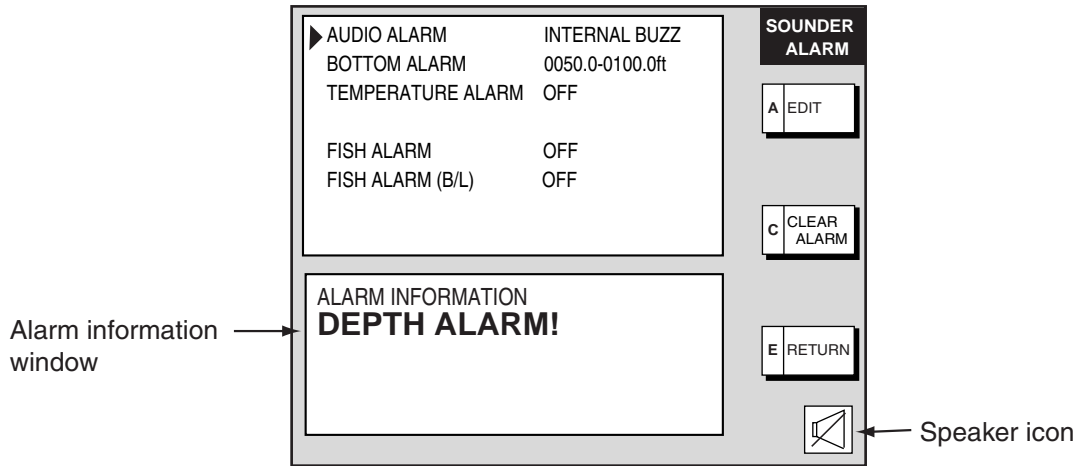 AUDIO ALARM INTERNAL BUZZ
BOTTOM ALARM 0050.0-0100.0ft
TEMPERATURE ALARM OFF
FISH ALARM OFF
FISH ALARM (B/L) OFF
SOUNDER
ALARM
A EDIT
C CLEAR
ALARM
E RETURN
ALARM INFORMATION
DEPTH ALARM!
Alarm information
window
Speaker icon